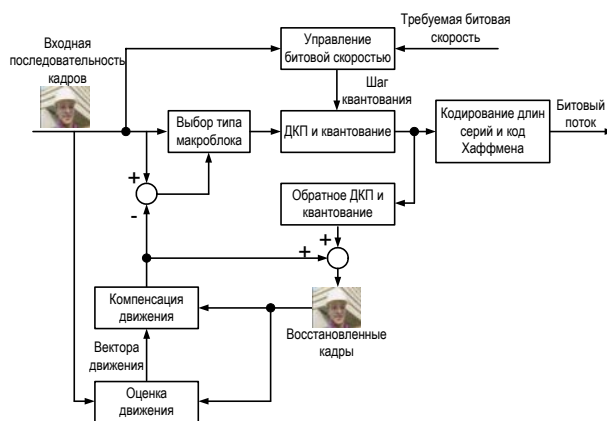 Входная
последовательность
кадров
Управление
битовой скоростью
Требуемая битовая
скорость
Шаг
квантования
Выбор типа
макроблока
ДКП и квантование
Кодирование длин
серий и код
Хаффмена
Битовый
поток
+
-
Обратное ДКП и
квантование
+
+
Компенсация
движения
Восстановленные
кадры
Вектора
движения
Оценка
движения